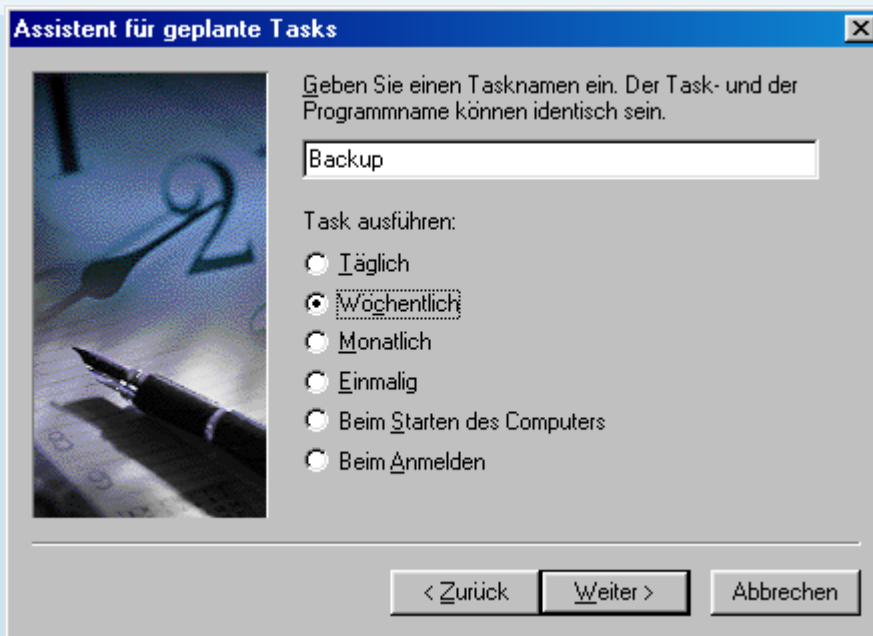 Assistent für geplante Tasks
Geben Sie einen Tasknamen ein. Der Task- und der
Programmname können identisch sein.
Backup
Task ausführen:
Täglich
Wöchentlich
Monatlich
Einmalig
Beim Starten des Computers
Beim Anmelden
< Zurück
Weiter >
Abbrechen